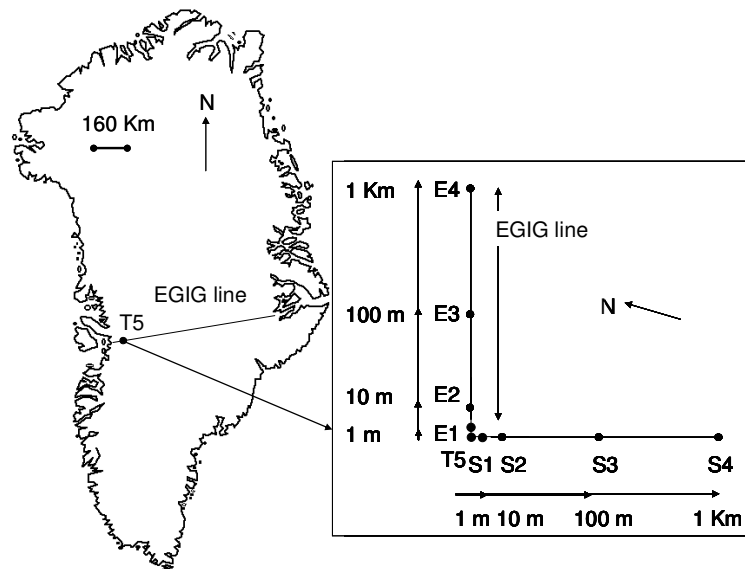 N
160 Km
EGIG line
T5
1 Km
E4
EGIG line
N
100 m
E3
10 m
E2
1 m
E1
T5
S1
S2
S3
S4
1 m
10 m
100 m
1 Km